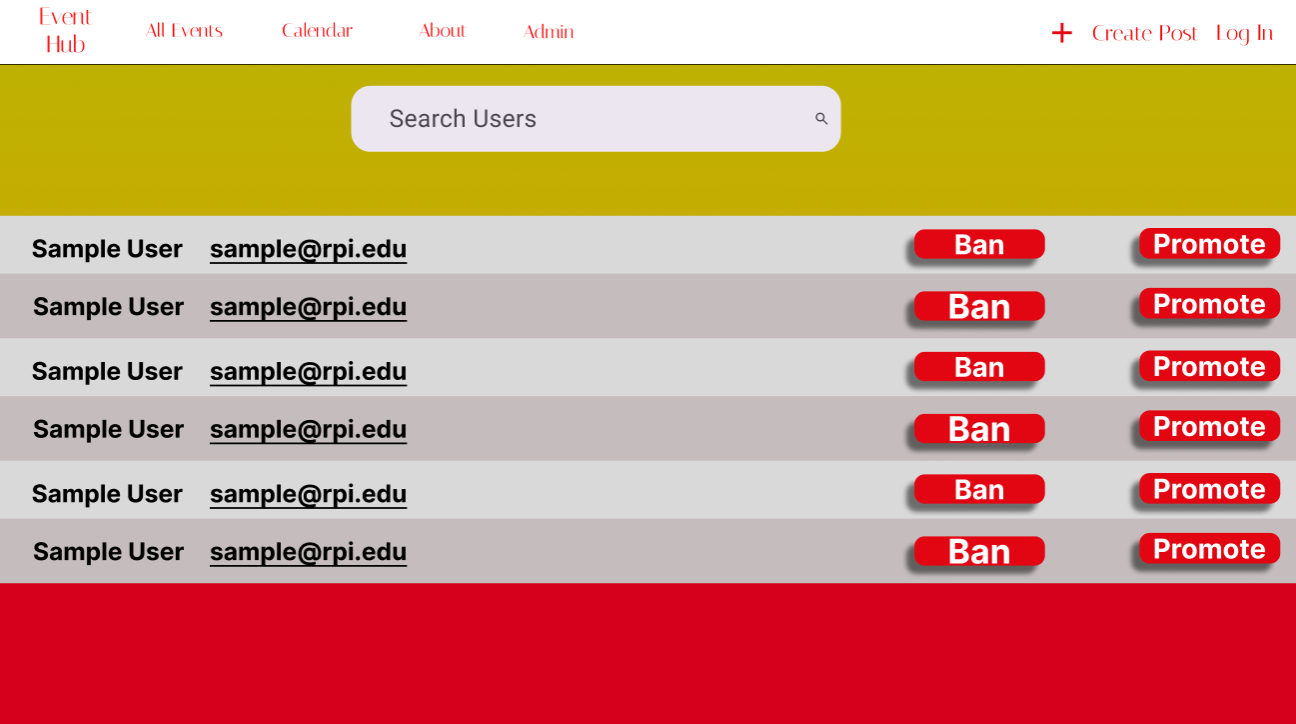 Event
Hub
All Events
Calendar
About
Admin
+ Create Post
Log In
Search Users
Sample User sample@rpi.edu Ban Promote
Sample User sample@rpi.edu Ban Promote
Sample User sample@rpi.edu Ban Promote
Sample User sample@rpi.edu Ban Promote
Sample User sample@rpi.edu Ban Promote
Sample User sample@rpi.edu Ban Promote